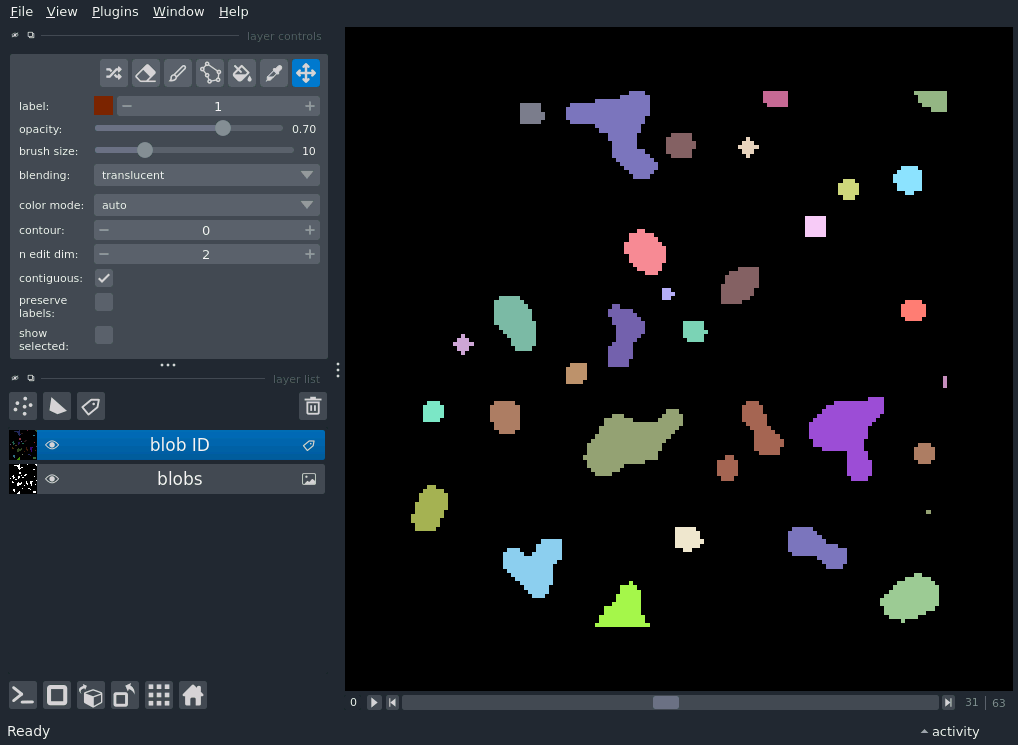 File View Plugins Window Help
layer controls
label: 1
opacity: 0.70
brush size: 10
blending: translucent
color mode: auto
contour: 0
n edit dim: 2
contiguous:
preserve
labels:
show
selected:
layer list
blob ID
blobs
0 31 | 63
Ready activity